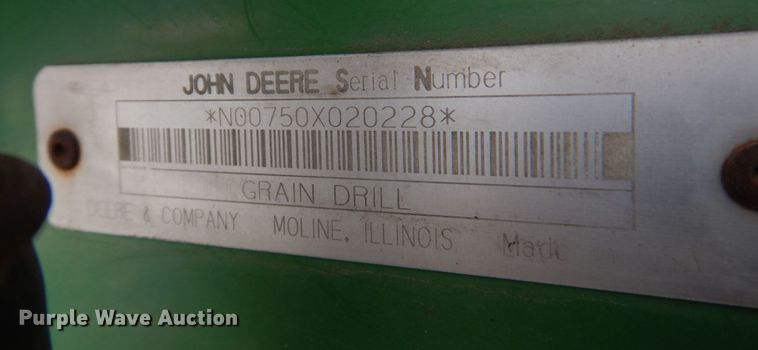 JOHN DEERE Serial Number
*N00750X020228*
GRAIN DRILL
DEERE & COMPANY MOLINE, ILLINOIS Made
Purple Wave Auction